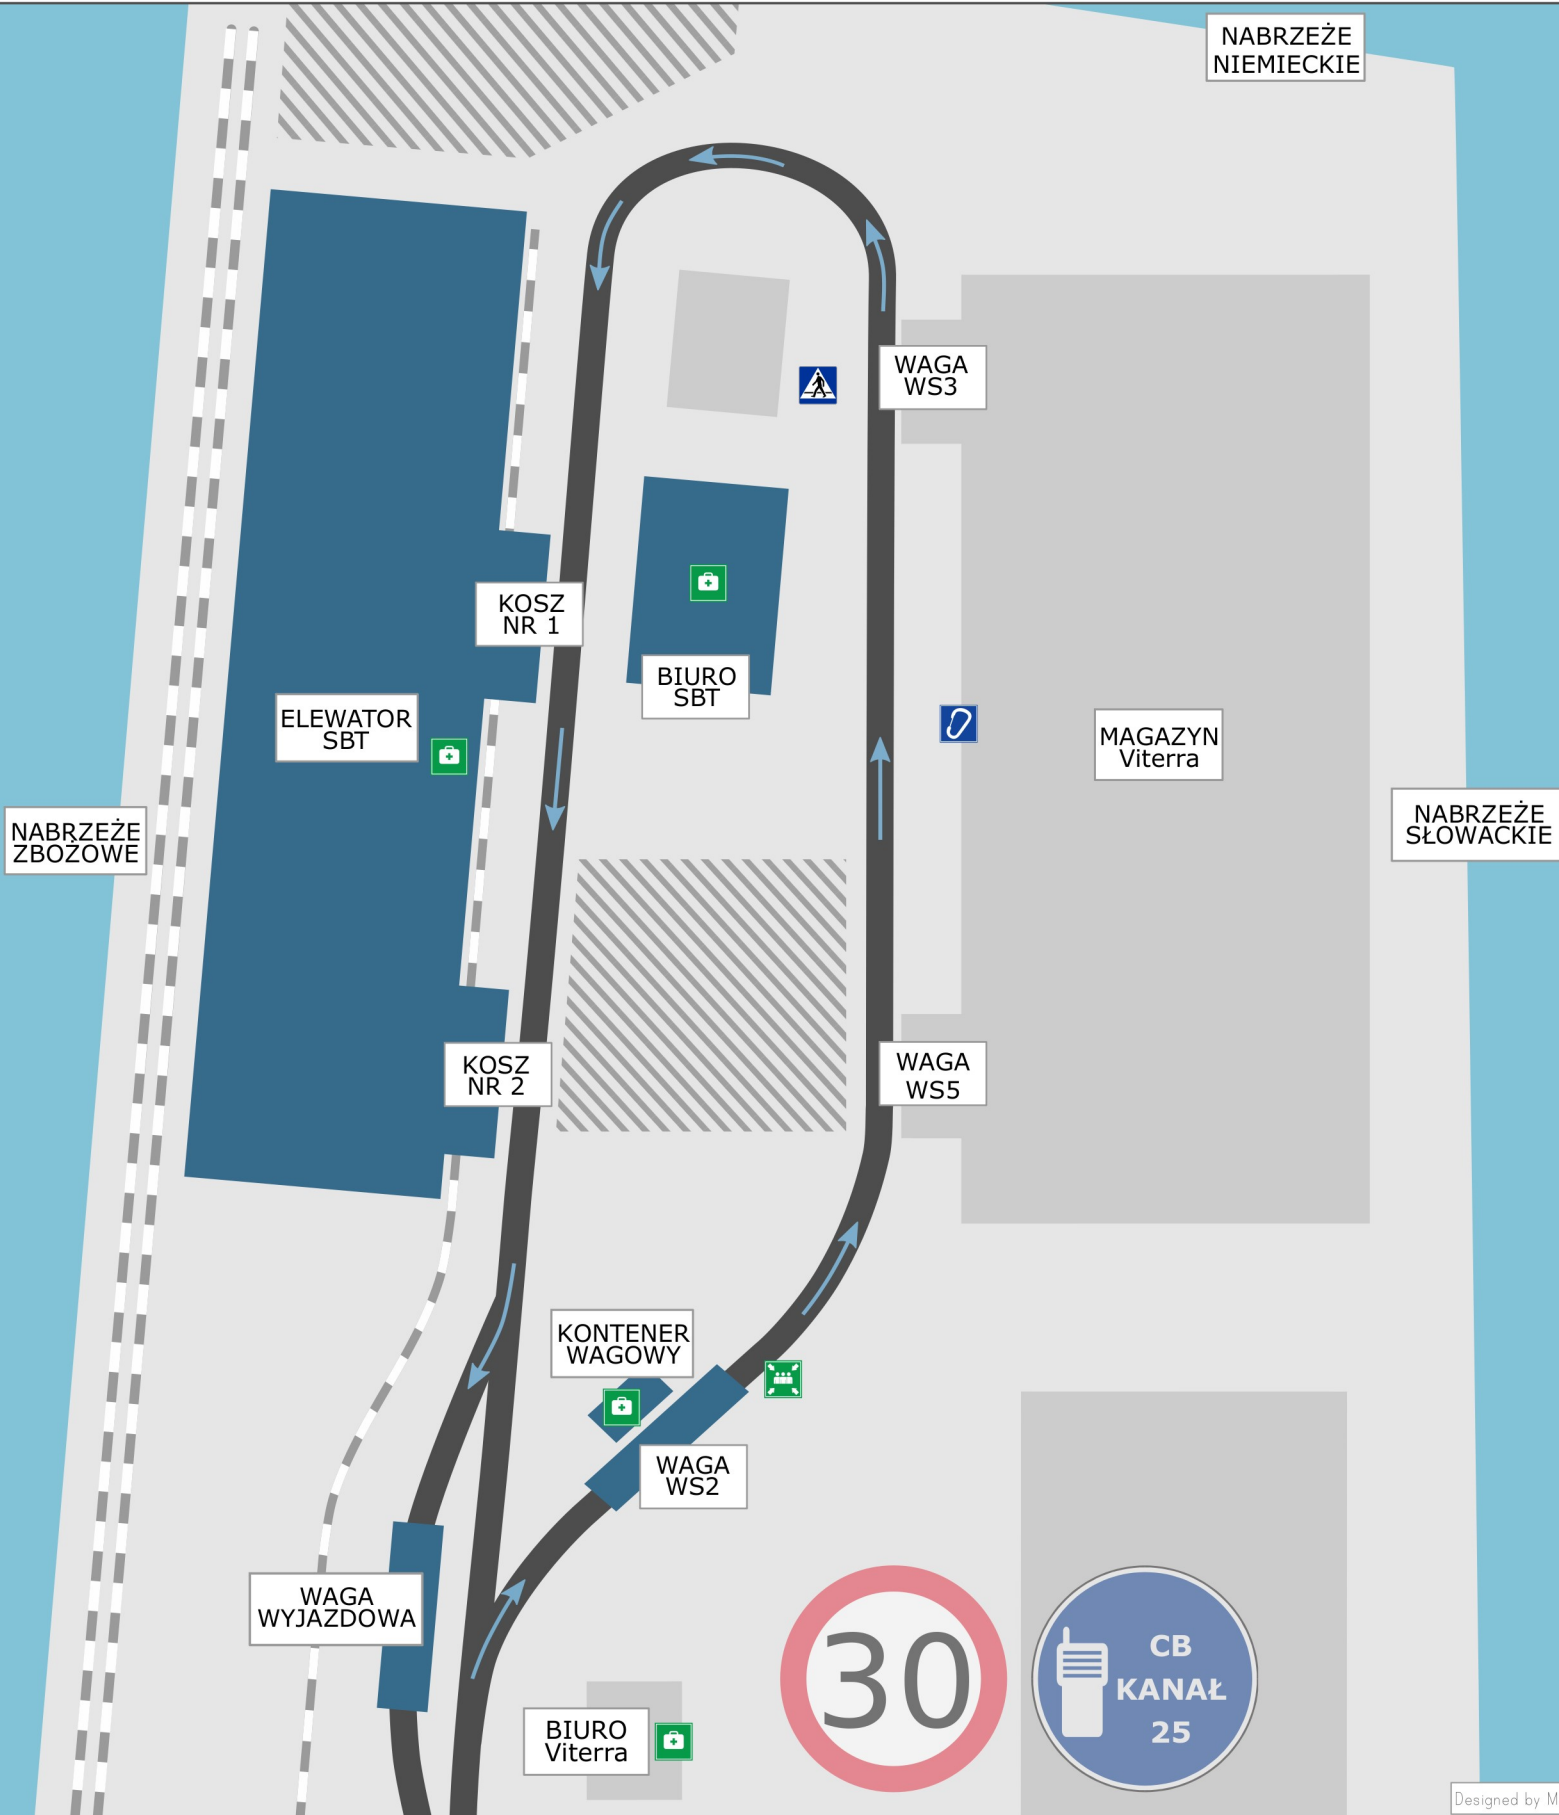 NABRZEŻE
NIEMIECKIE
WAGA
WS3
KOSZ
NR 1
BIURO
SBT
ELEWATOR
SBT
MAGAZYN
Viterra
NABRZEŻE
ZBOŻOWE
NABRZEŻE
SŁOWACKIE
KOSZ
NR 2
WAGA
WS5
KONTENER
WAGOWY
WAGA
WS2
WAGA
WYJAZDOWA
30
CB
KANAŁ
25
BIURO
Viterra
Designed by M